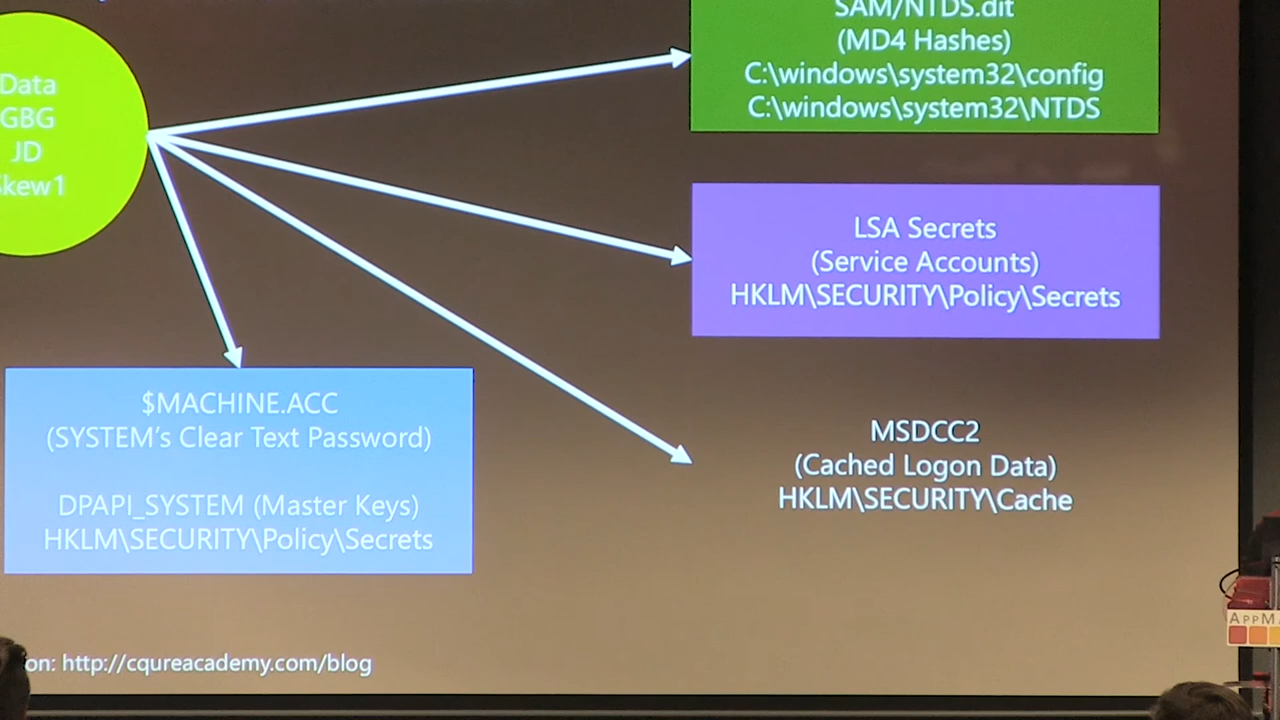 Data
GBG
JD
Skew1
SAM/NTDS.dit
(MD4 Hashes)
C:\windows\system32\config
C:\windows\system32\NTDS
LSA Secrets
(Service Accounts)
HKLM\SECURITY\Policy\Secrets
$MACHINE.ACC
(SYSTEM's Clear Text Password)
DPAPI_SYSTEM (Master Keys)
HKLM\SECURITY\Policy\Secrets
MSDCC2
(Cached Logon Data)
HKLM\SECURITY\Cache
on: http://cqureacademy.com/blog
APPM